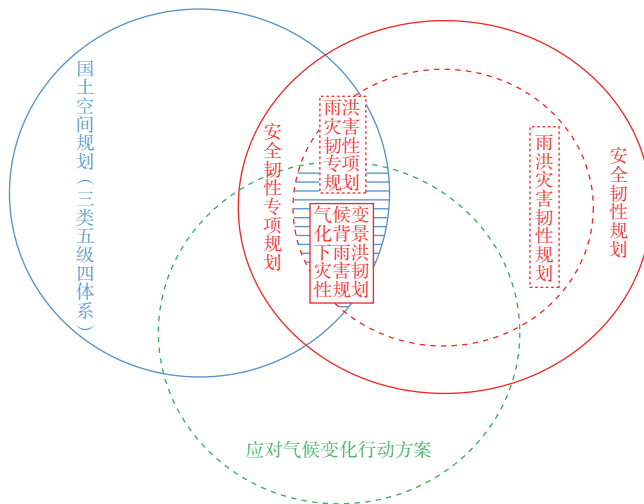 国土空间规划（三类五级四体系）
安全韧性专项规划
雨洪
灾害
韧性
专项
规划
气候变
化背景
下雨洪
灾害韧
性规划
雨洪灾害韧性规划
安全韧性规划
应对气候变化行动方案